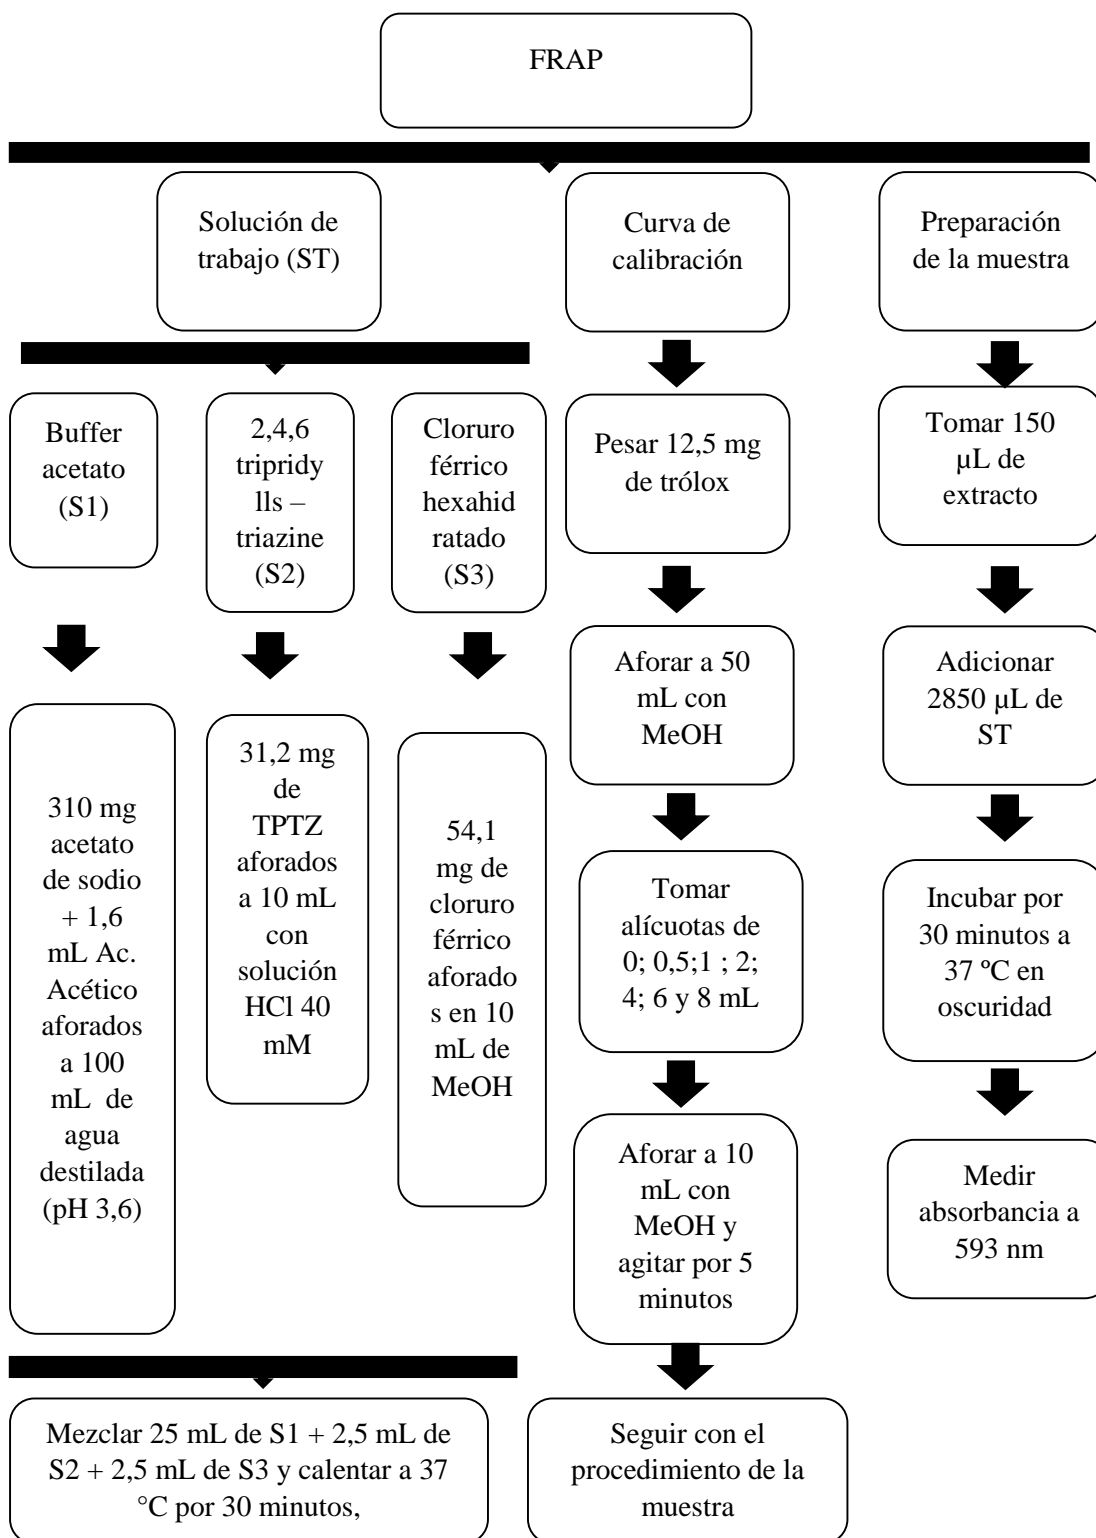 FRAP
Solución de
trabajo (ST)
Curva de
calibración
Preparación
de la muestra
Buffer
acetato
(S1)
2,4,6
tripridy
lls –
triazine
(S2)
Cloruro
férrico
hexahid
ratado
(S3)
Pesar 12,5 mg
de trólox
Tomar 150
µL de
extracto
310 mg
acetato
de sodio
+ 1,6
mL Ac.
Acético
aforados
a 100
mL de
agua
destilada
(pH 3,6)
31,2 mg
de
TPTZ
aforados
a 10 mL
con
solución
HCl 40
mM
54,1
mg de
cloruro
férrico
aforado
s en 10
mL de
MeOH
Aforar a 50
mL con
MeOH
Adicionar
2850 µL de
ST
Tomar
alícuotas de
0; 0,5;1 ; 2;
4; 6 y 8 mL
Incubar por
30 minutos a
37 ºC en
oscuridad
Aforar a 10
mL con
MeOH y
agitar por 5
minutos
Medir
absorbancia a
593 nm
Mezclar 25 mL de S1 + 2,5 mL de
S2 + 2,5 mL de S3 y calentar a 37
°C por 30 minutos,
Seguir con el
procedimiento de la
muestra